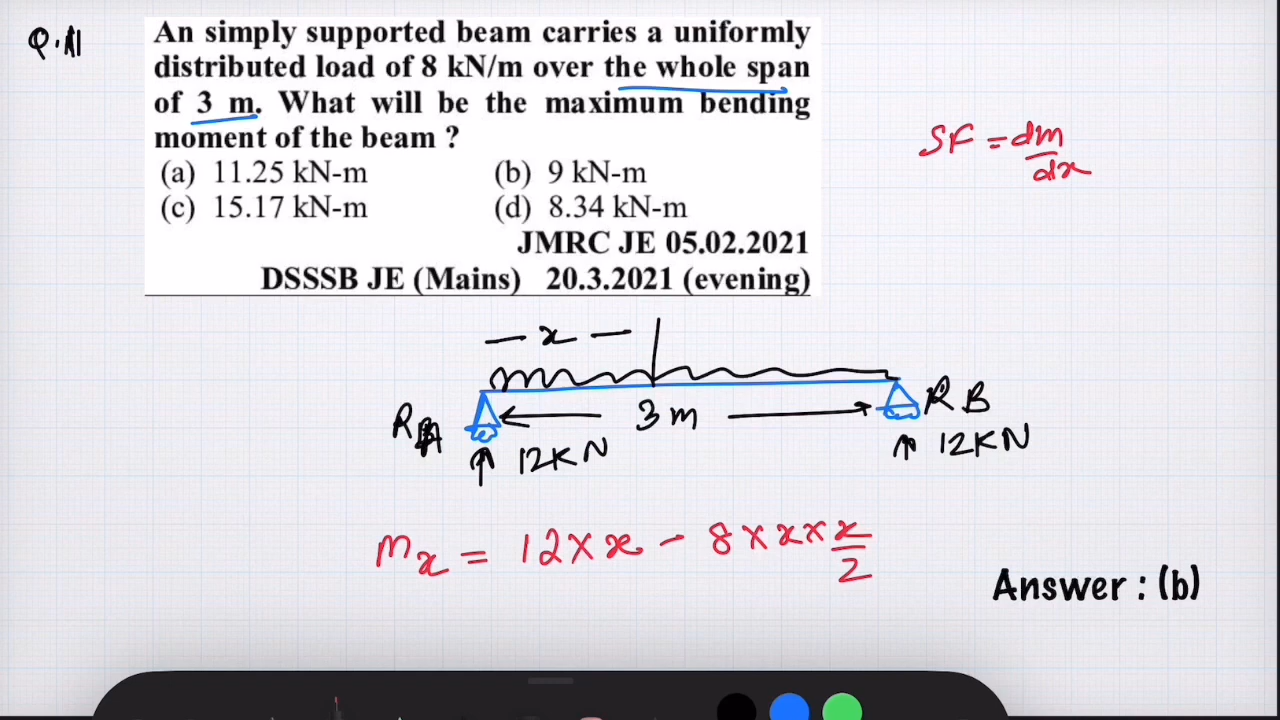 Q.11
An simply supported beam carries a uniformly
distributed load of 8 kN/m over the whole span
of 3 m. What will be the maximum bending
moment of the beam ?
(a) 11.25 kN-m (b) 9 kN-m
(c) 15.17 kN-m (d) 8.34 kN-m
JMRC JE 05.02.2021
DSSSB JE (Mains) 20.3.2021 (evening)
SF = dm/dx
x
RA 3 m RB
12KN 12KN
Mx = 12 × x - 8 × x × x/2
Answer : (b)